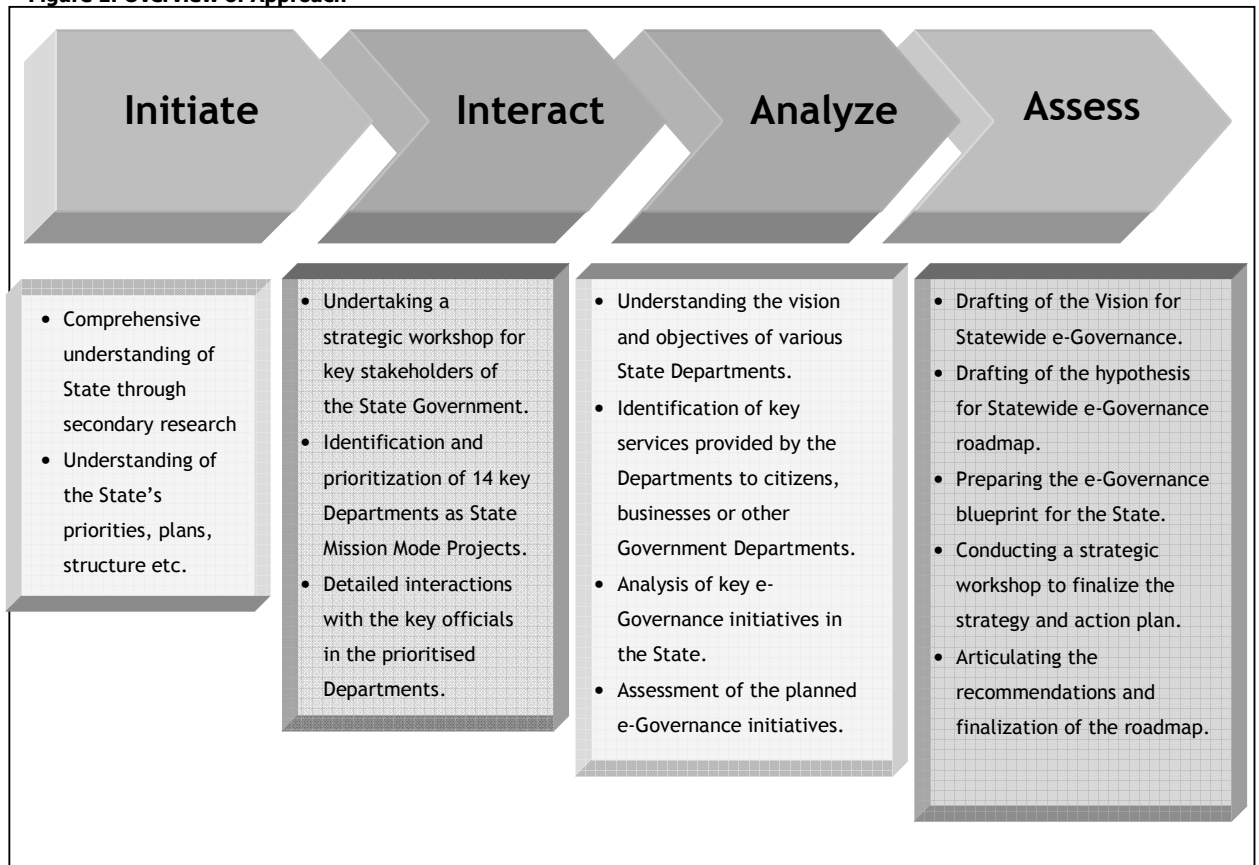 Figure 2: Overview of Approach
Initiate
Interact
Analyze
Assess
• Comprehensive
understanding of
State through
secondary research
• Understanding of
the State's
priorities, plans,
structure etc.
• Undertaking a
strategic workshop for
key stakeholders of
the State Government.
• Identification and
prioritization of 14 key
Departments as State
Mission Mode Projects.
• Detailed interactions
with the key officials
in the prioritised
Departments.
• Understanding the vision
and objectives of various
State Departments.
• Identification of key
services provided by the
Departments to citizens,
businesses or other
Government Departments.
• Analysis of key e-
Governance initiatives in
the State.
• Assessment of the planned
e-Governance initiatives.
• Drafting of the Vision for
Statewide e-Governance.
• Drafting of the hypothesis
for Statewide e-Governance
roadmap.
• Preparing the e-Governance
blueprint for the State.
• Conducting a strategic
workshop to finalize the
strategy and action plan.
• Articulating the
recommendations and
finalization of the roadmap.